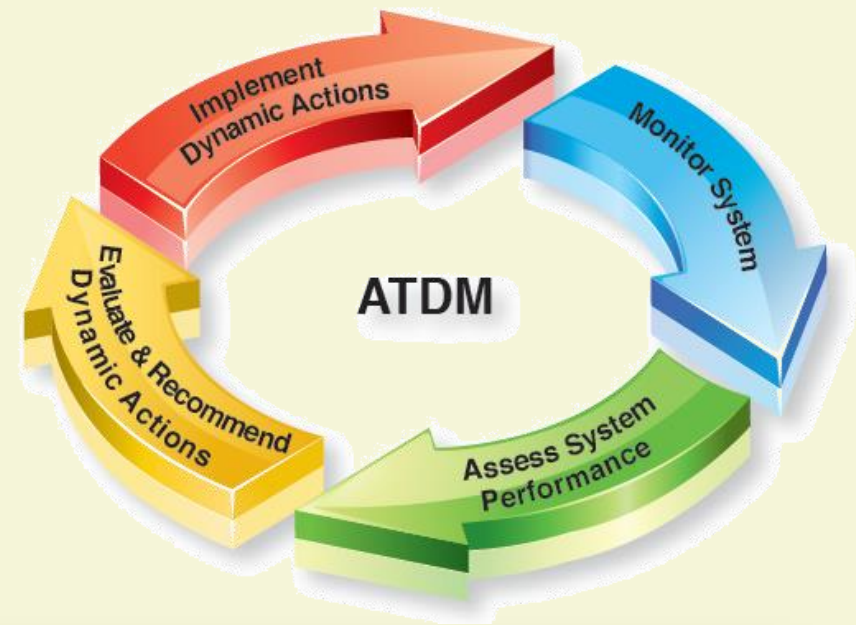 Implement
Dynamic Actions
Monitor System
ATDM
Evaluate & Recommend
Dynamic Actions
Assess System
Performance